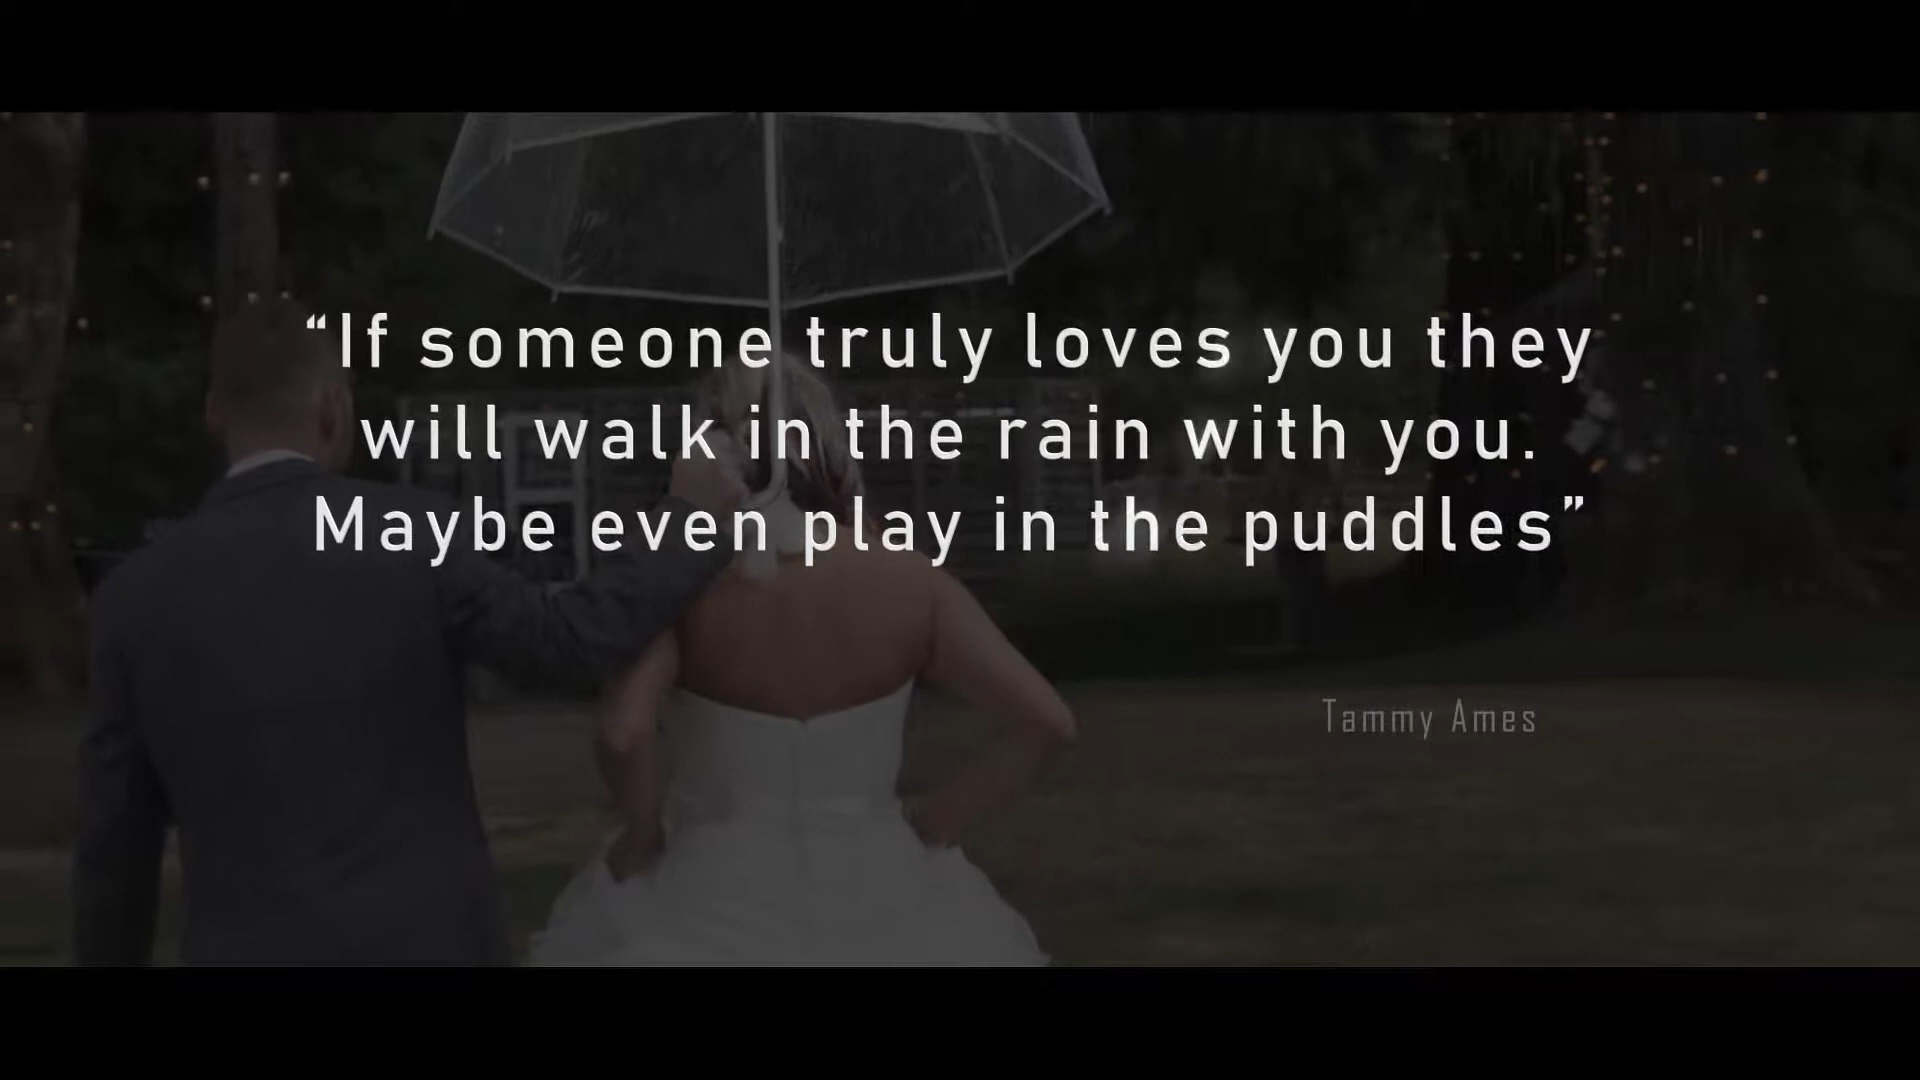 “If someone truly loves you they
will walk in the rain with you.
Maybe even play in the puddles”
Tammy Ames